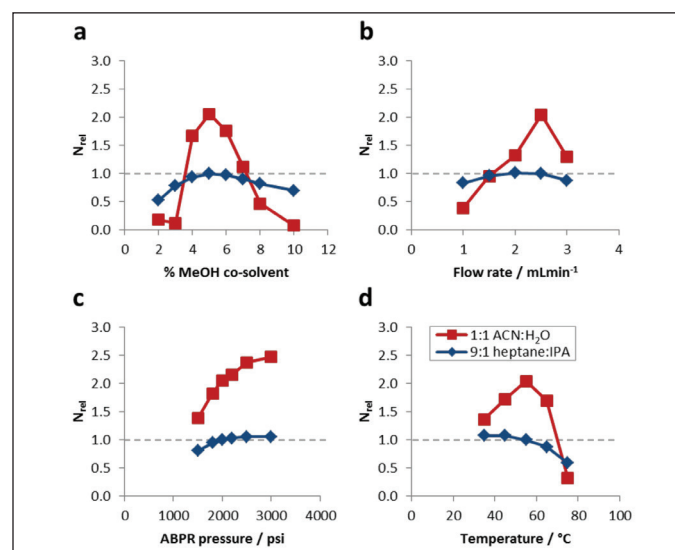 a
3.0
2.5
2.0
1.5
1.0
0.5
0.0
N_rel
0 2 4 6 8 10 12
% MeOH co-solvent
b
3.0
2.5
2.0
1.5
1.0
0.5
0.0
N_rel
0 1 2 3 4
Flow rate / mLmin⁻¹
c
3.0
2.5
2.0
1.5
1.0
0.5
0.0
N_rel
0 1000 2000 3000 4000
ABPR pressure / psi
d
1:1 ACN:H₂O
9:1 heptane:IPA
3.0
2.5
2.0
1.5
1.0
0.5
0.0
N_rel
0 20 40 60 80 100
Temperature / °C